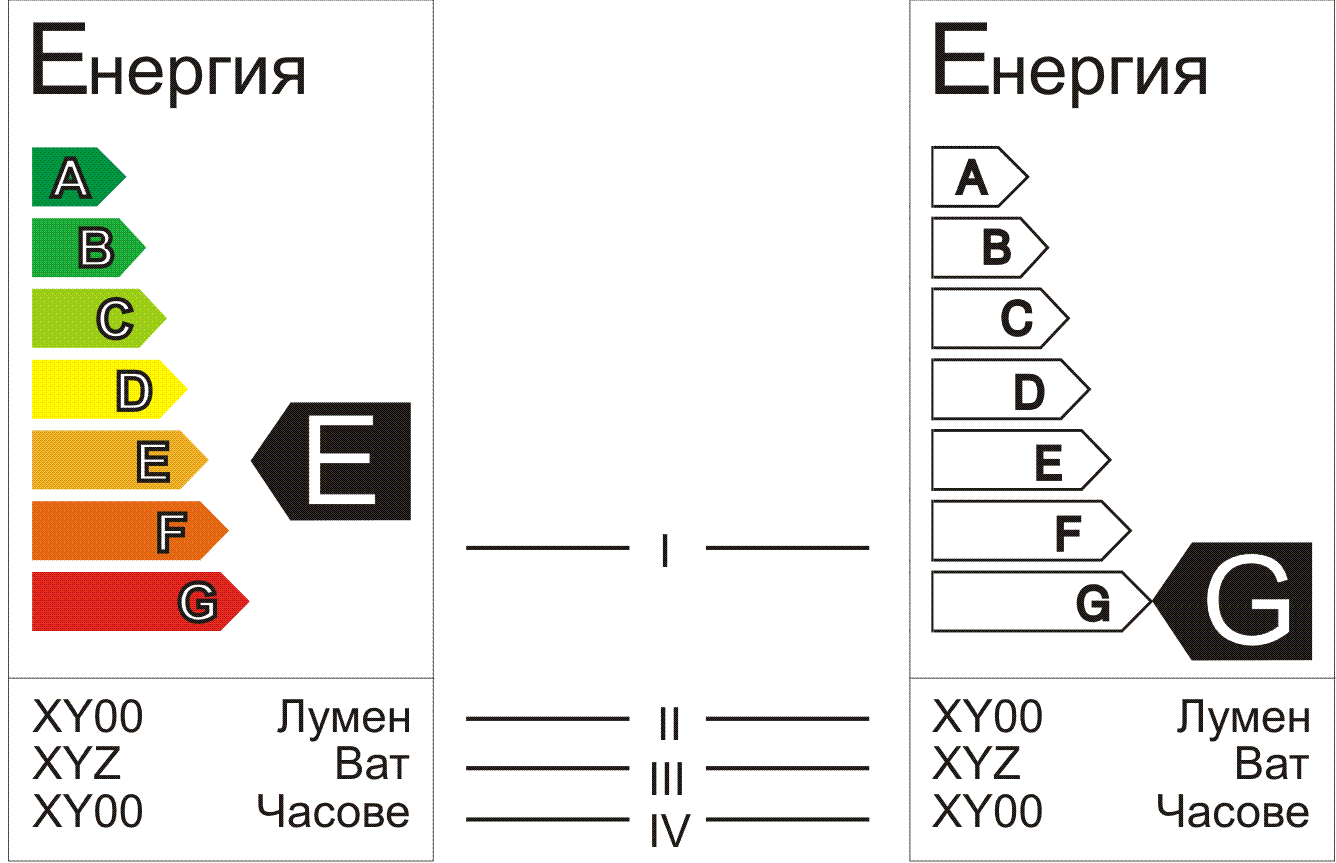 Енергия
A
B
C
D
E
E
F
G
XY00 Лумен
XYZ Ват
XY00 Часове
I
II
III
IV
Енергия
A
B
C
D
E
F
G
G
XY00 Лумен
XYZ Ват
XY00 Часове